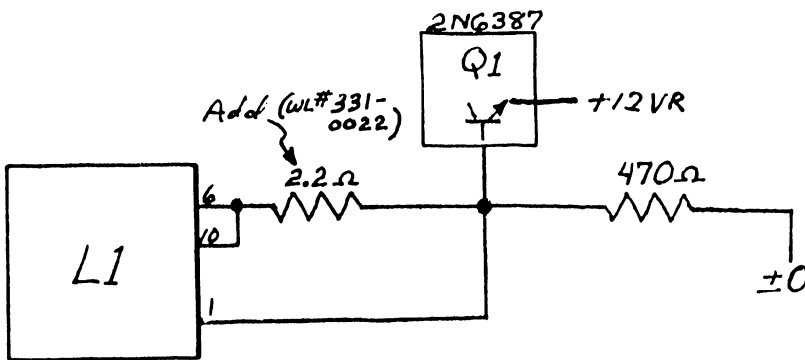 2N6387
Q1
Add (WL#331-
0022)
+12VR
2.2Ω
470Ω
6
10
L1
1
±0